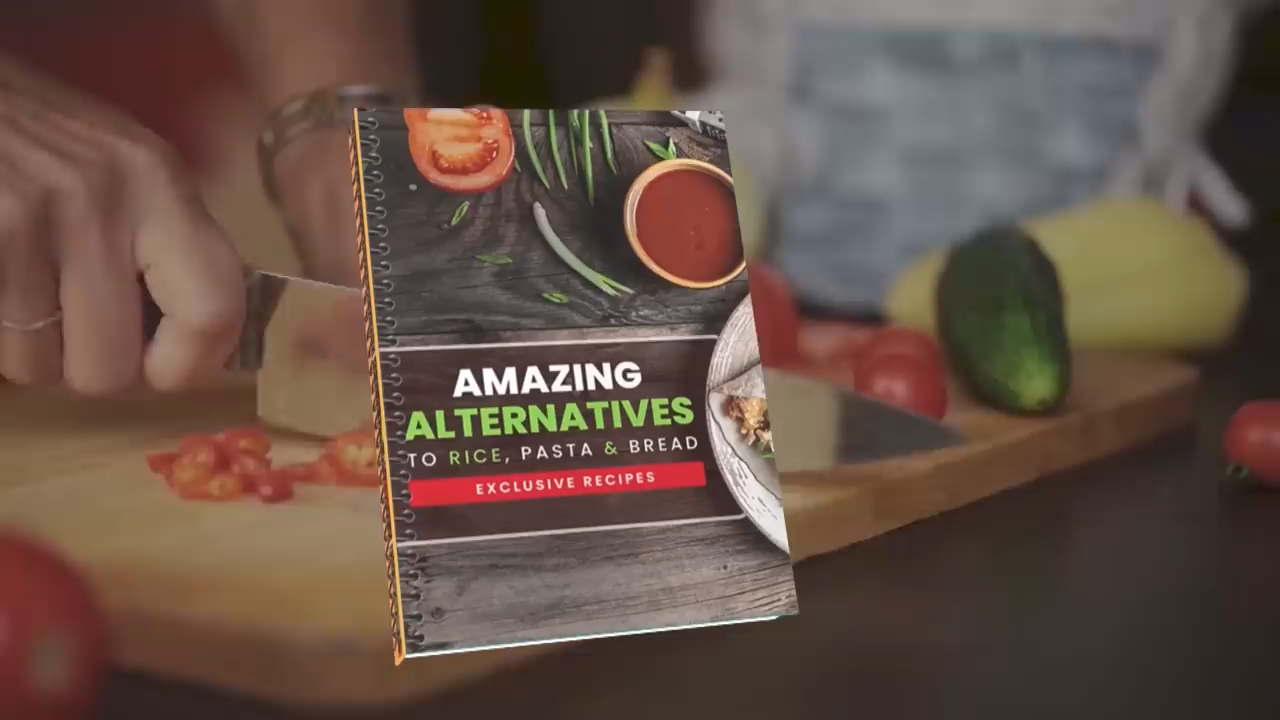 AMAZING
ALTERNATIVES
TO RICE, PASTA & BREAD
EXCLUSIVE RECIPES